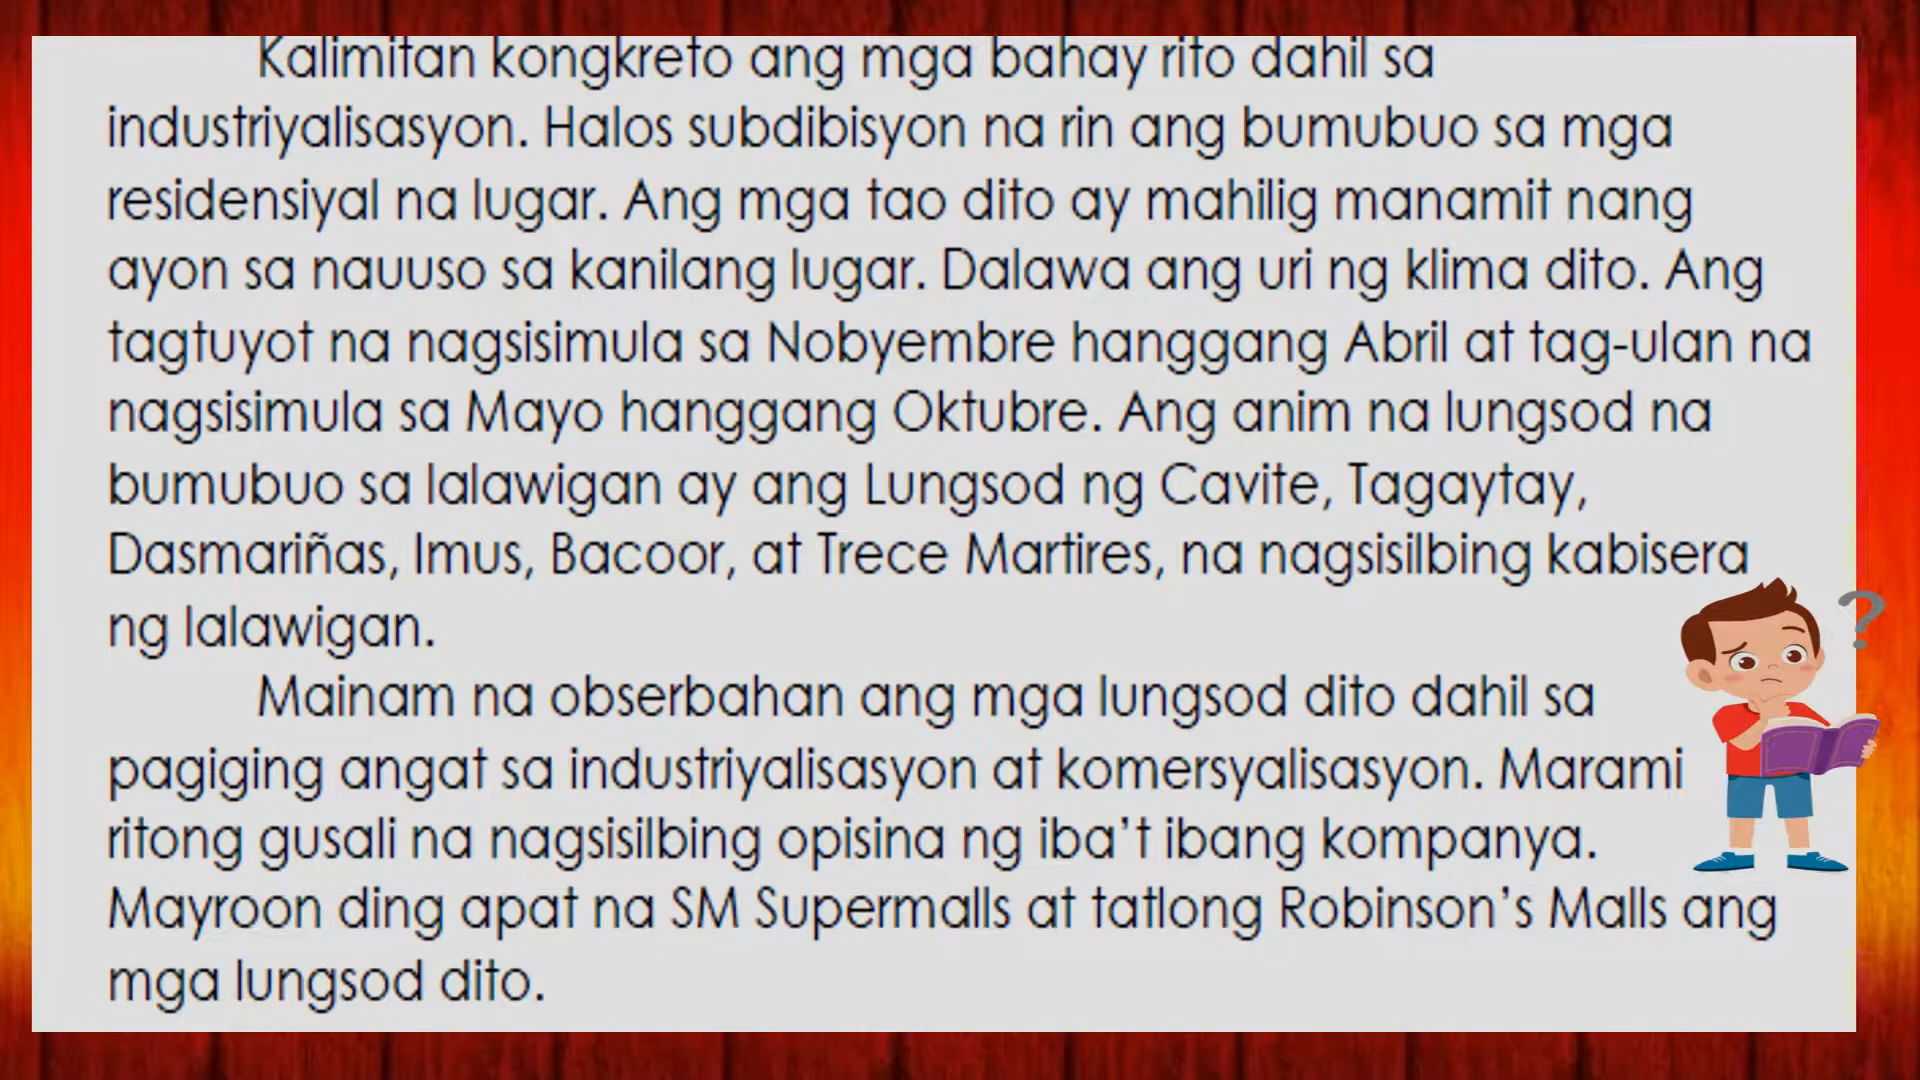 Kalimitan kongkreto ang mga bahay rito dahil sa
industriyalisasyon. Halos subdibisyon na rin ang bumubuo sa mga
residensiyal na lugar. Ang mga tao dito ay mahilig manamit nang
ayon sa nauuso sa kanilang lugar. Dalawa ang uri ng klima dito. Ang
tagtuyot na nagsisimula sa Nobyembre hanggang Abril at tag-ulan na
nagsisimula sa Mayo hanggang Oktubre. Ang anim na lungsod na
bumubuo sa lalawigan ay ang Lungsod ng Cavite, Tagaytay,
Dasmariñas, Imus, Bacoor, at Trece Martires, na nagsisilbing kabisera
ng lalawigan.
Mainam na obserbahan ang mga lungsod dito dahil sa
pagiging angat sa industriyalisasyon at komersyalisasyon. Marami
ritong gusali na nagsisilbing opisina ng iba't ibang kompanya.
Mayroon ding apat na SM Supermalls at tatlong Robinson's Malls ang
mga lungsod dito.
?